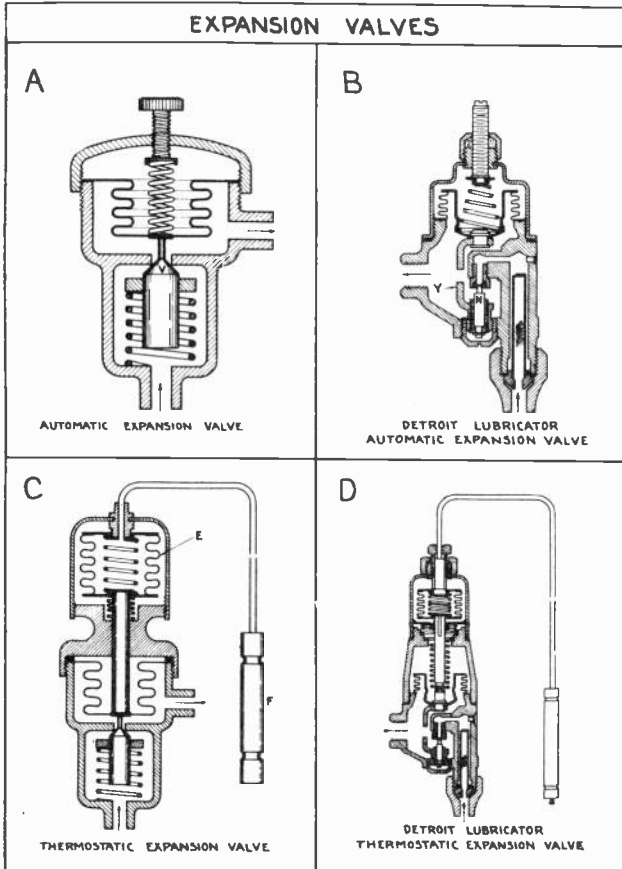 EXPANSION VALVES
A
AUTOMATIC EXPANSION VALVE
B
Y
N
DETROIT LUBRICATOR
AUTOMATIC EXPANSION VALVE
C
E
F
THERMOSTATIC EXPANSION VALVE
D
DETROIT LUBRICATOR
THERMOSTATIC EXPANSION VALVE